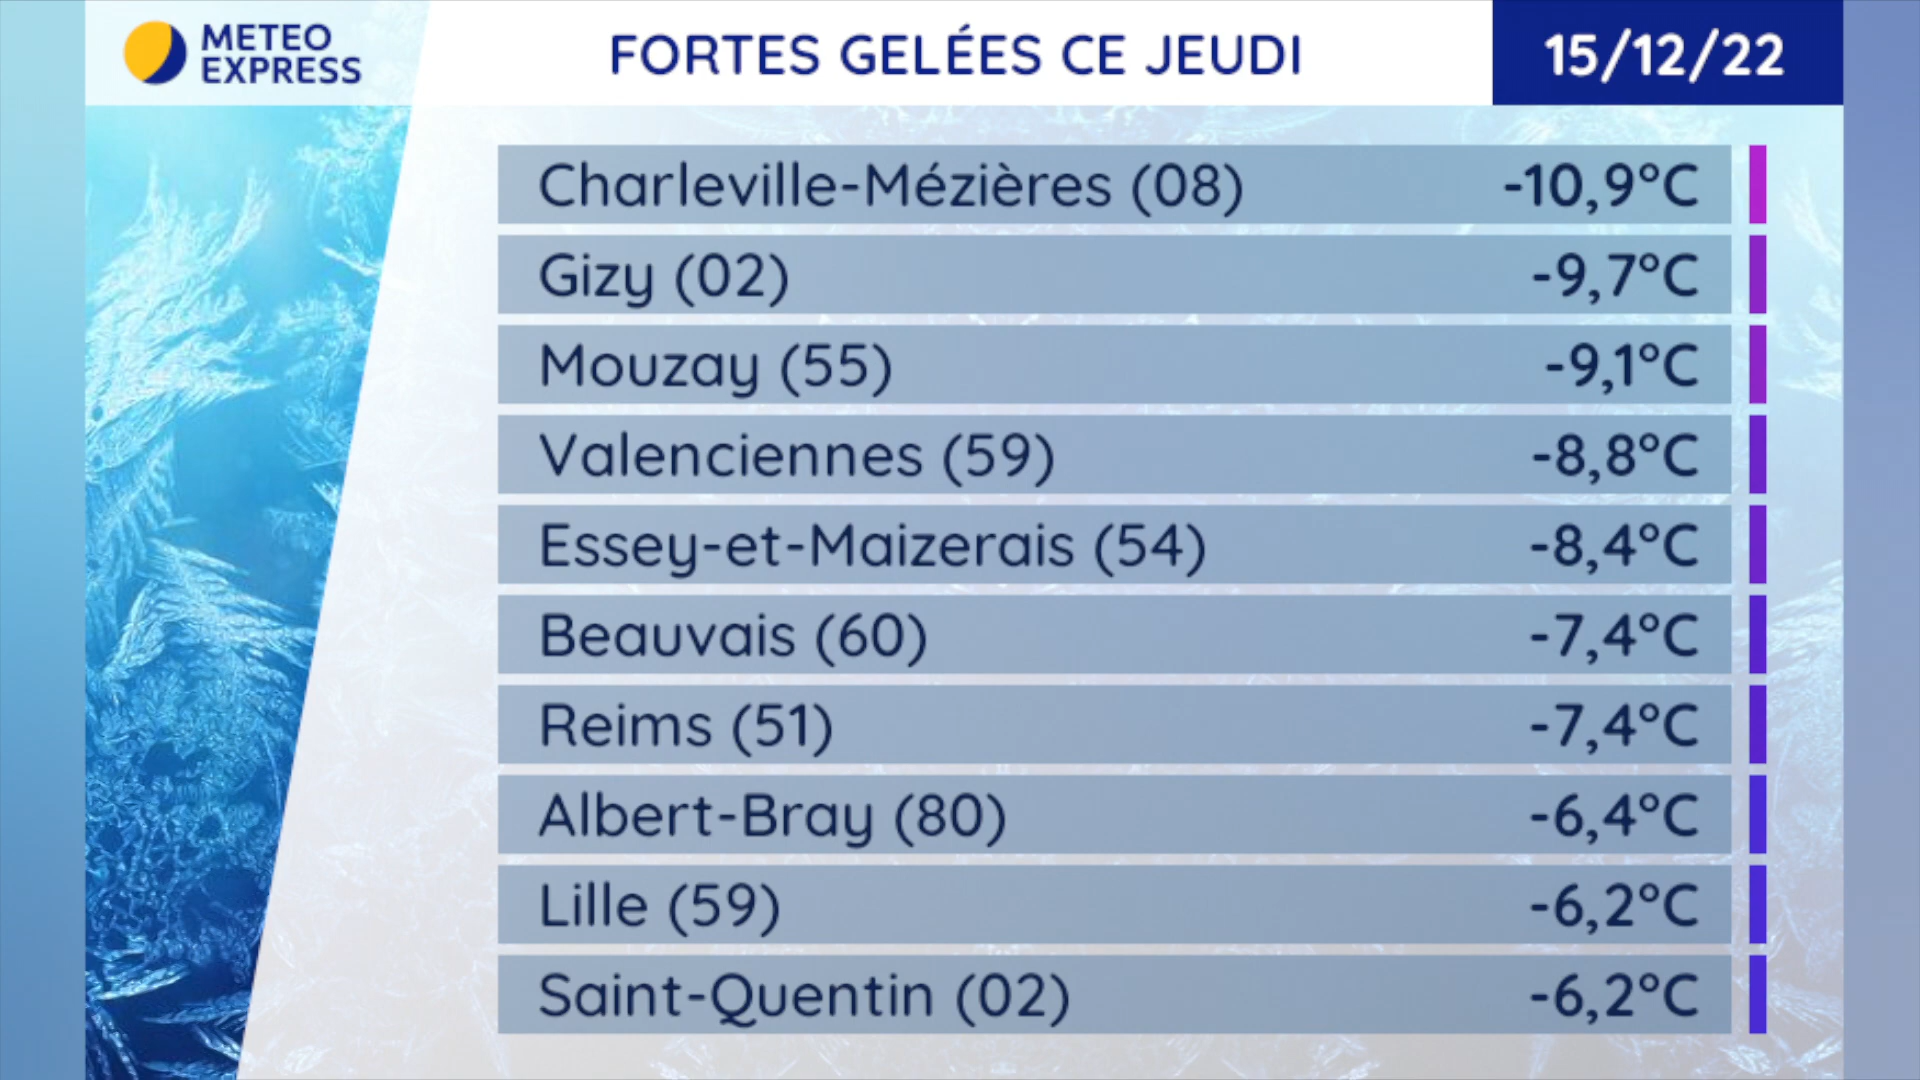 METEO
EXPRESS
FORTES GELÉES CE JEUDI
15/12/22
Charleville-Mézières (08) -10,9°C
Gizy (02) -9,7°C
Mouzay (55) -9,1°C
Valenciennes (59) -8,8°C
Essey-et-Maizerais (54) -8,4°C
Beauvais (60) -7,4°C
Reims (51) -7,4°C
Albert-Bray (80) -6,4°C
Lille (59) -6,2°C
Saint-Quentin (02) -6,2°C